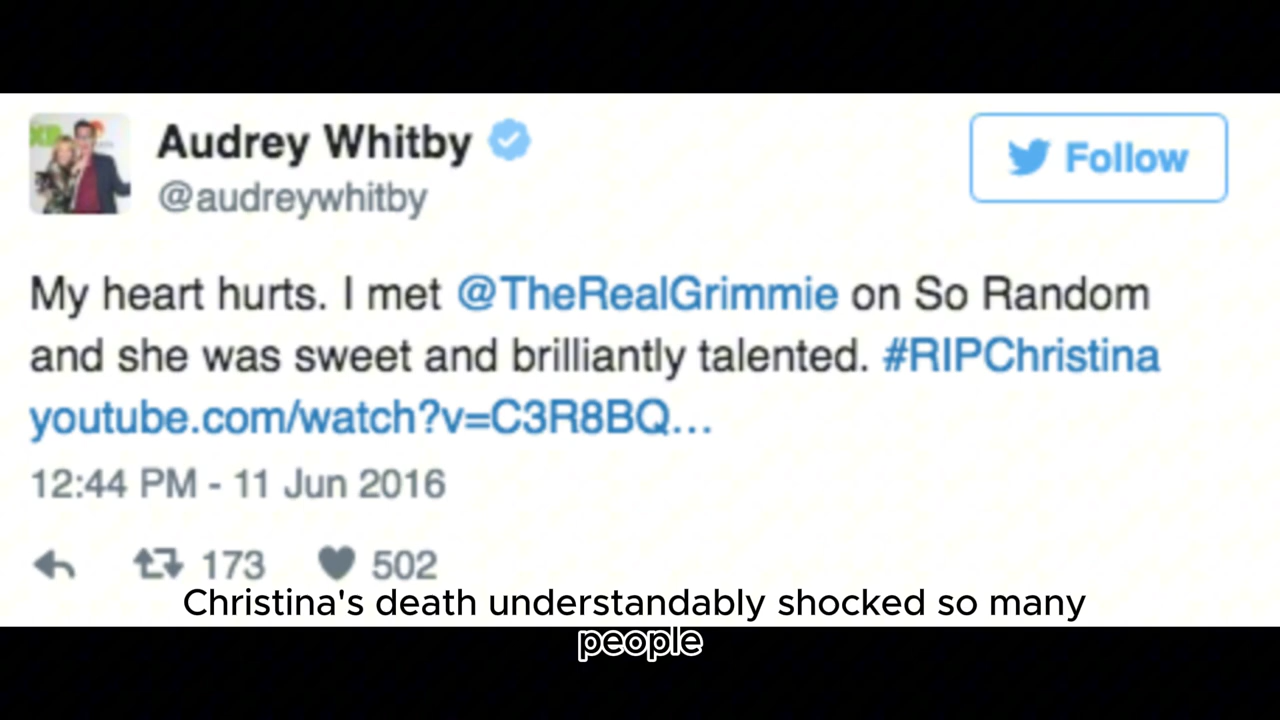 Audrey Whitby
@audreywhitby
Follow
My heart hurts. I met @TheRealGrimmie on So Random
and she was sweet and brilliantly talented. #RIPChristina
youtube.com/watch?v=C3R8BQ...
12:44 PM - 11 Jun 2016
173 502
Christina's death understandably shocked so many
people